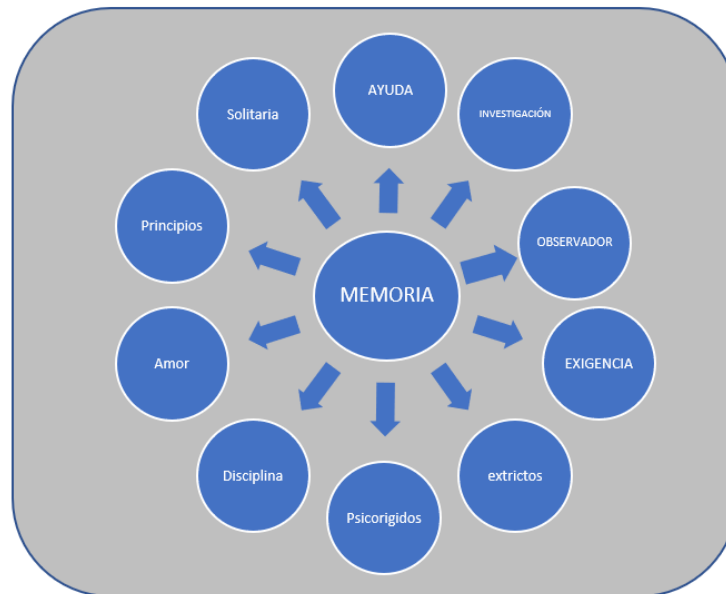 AYUDA
INVESTIGACIÓN
OBSERVADOR
EXIGENCIA
extrictos
Psicorigidos
Disciplina
Amor
Principios
Solitaria
MEMORIA